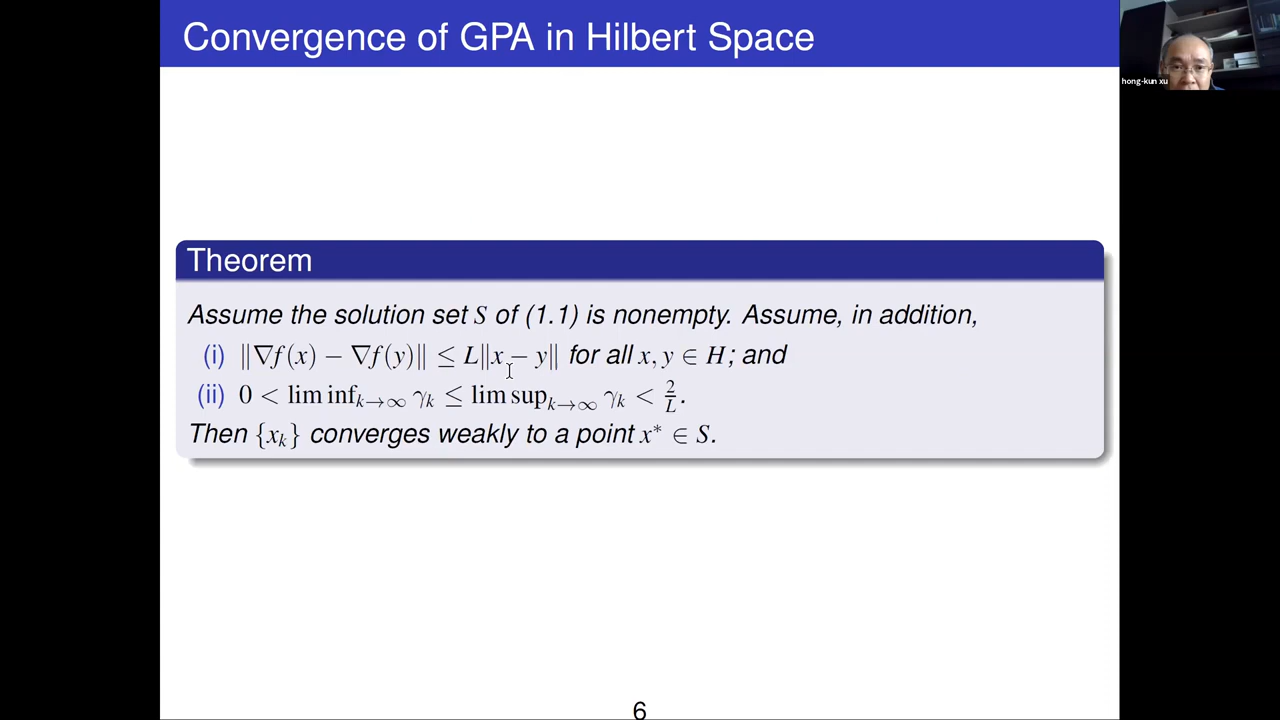 Convergence of GPA in Hilbert Space
hong-kun xu
Theorem
Assume the solution set S of (1.1) is nonempty. Assume, in addition,
(i) ‖∇f(x) − ∇f(y)‖ ≤ L‖x − y‖ for all x, y ∈ H; and
(ii) 0 < lim inf_{k→∞} γ_k ≤ lim sup_{k→∞} γ_k < 2/L.
Then {x_k} converges weakly to a point x* ∈ S.
6